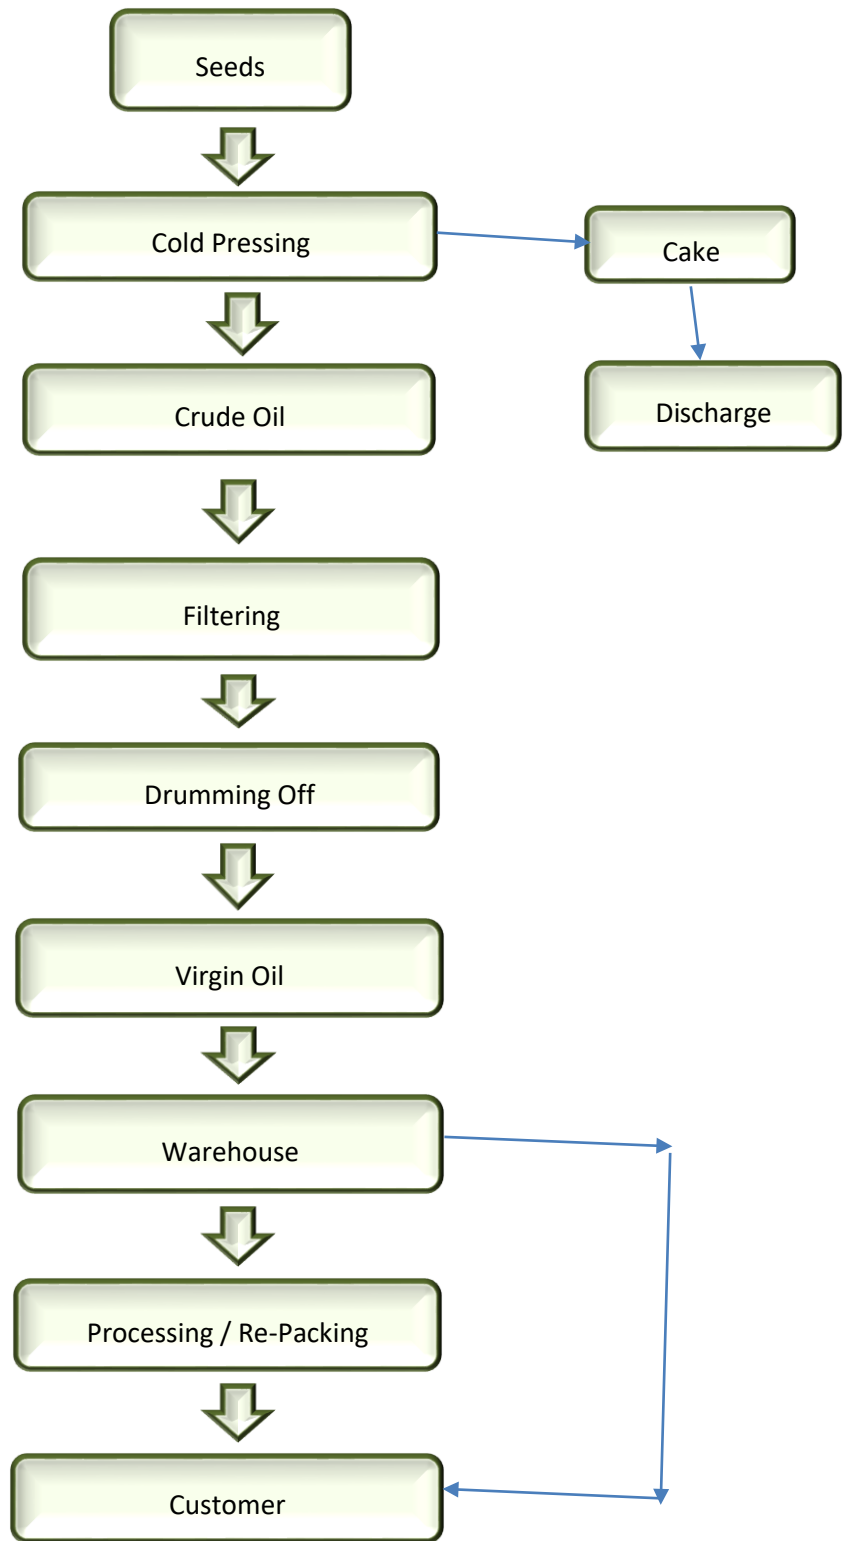 Seeds
Cold Pressing
Cake
Crude Oil
Discharge
Filtering
Drumming Off
Virgin Oil
Warehouse
Processing / Re-Packing
Customer